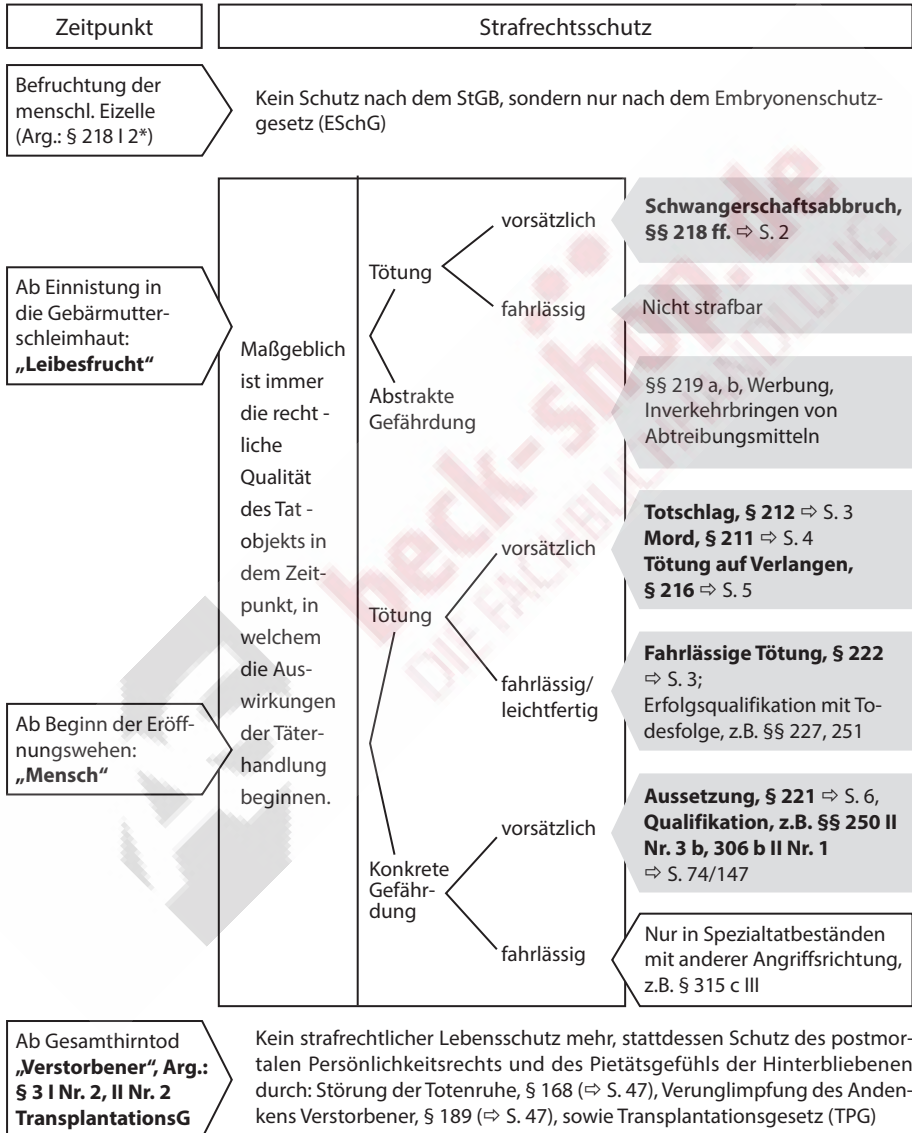 Zeitpunkt
Strafrechtsschutz
Befruchtung der
menschl. Eizelle
(Arg.: § 218 I 2*)
Kein Schutz nach dem StGB, sondern nur nach dem Embryonenschutz-
gesetz (ESchG)
Ab Einnistung in
die Gebärmutter-
schleimhaut:
„Leibesfrucht“
Ab Beginn der Eröff-
nungswehen:
„Mensch“
Maßgeblich
ist immer
die recht -
liche
Qualität
des Tat -
objekts in
dem Zeit-
punkt, in
welchem
die Aus-
wirkungen
der Täter-
handlung
beginnen.
Tötung
vorsätzlich
Schwangerschaftsabbruch,
§§ 218 ff. ⇨ S. 2
fahrlässig
Nicht strafbar
Abstrakte
Gefährdung
§§ 219 a, b, Werbung,
Inverkehrbringen von
Abtreibungsmitteln
Tötung
vorsätzlich
Totschlag, § 212 ⇨ S. 3
Mord, § 211 ⇨ S. 4
Tötung auf Verlangen,
§ 216 ⇨ S. 5
fahrlässig/
leichtfertig
Fahrlässige Tötung, § 222
⇨ S. 3;
Erfolgsqualifikation mit To-
desfolge, z.B. §§ 227, 251
Konkrete
Gefähr-
dung
vorsätzlich
Aussetzung, § 221 ⇨ S. 6,
Qualifikation, z.B. §§ 250 II
Nr. 3 b, 306 b II Nr. 1
⇨ S. 74/147
fahrlässig
Nur in Spezialtatbeständen
mit anderer Angriffsrichtung,
z.B. § 315 c III
Ab Gesamthirntod
„Verstorbener“, Arg.:
§ 3 I Nr. 2, II Nr. 2
TransplantationsG
Kein strafrechtlicher Lebensschutz mehr, stattdessen Schutz des postmor-
talen Persönlichkeitsrechts und des Pietätsgefühls der Hinterbliebenen
durch: Störung der Totenruhe, § 168 (⇨ S. 47), Verunglimpfung des Anden-
kens Verstorbener, § 189 (⇨ S. 47), sowie Transplantationsgesetz (TPG)
beck-shop.de
DIE FACHBUCHHANDLUNG